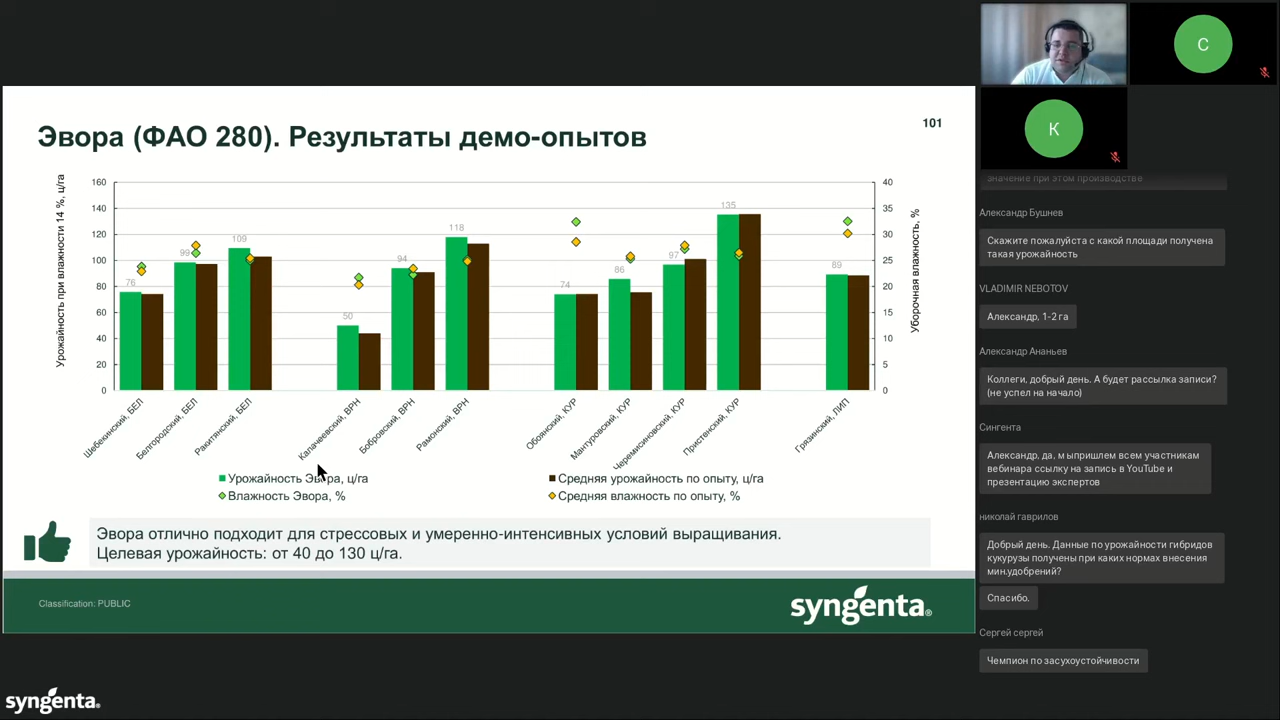 Эвора (ФАО 280). Результаты демо-опытов
101
Урожайность при влажности 14 %, ц/га
160
140
120
100
80
60
40
20
0
40
35
30
25
20
15
10
5
0
Уборочная влажность, %
76
99
109
50
94
118
74
86
97
135
89
Шебекинский, БЕЛ
Белгородский, БЕЛ
Ракитянский, БЕЛ
Калачеевский, ВРН
Бобровский, ВРН
Рамонский, ВРН
Обоянский, КУР
Мантуровский, КУР
Черемисиновский, КУР
Пристенский, КУР
Грязинский, ЛИП
Урожайность Эвора, ц/га
Средняя урожайность по опыту, ц/га
Влажность Эвора, %
Средняя влажность по опыту, %
Эвора отлично подходит для стрессовых и умеренно-интенсивных условий выращивания.
Целевая урожайность: от 40 до 130 ц/га.
Classification: PUBLIC
syngenta®
syngenta.
С
К
значение при этом производстве
Александр Бушнев
Скажите пожалуйста с какой площади получена
такая урожайность
VLADIMIR NEBOTOV
Александр, 1-2 га
Александр Ананьев
Коллеги, добрый день. А будет рассылка записи?
(не успел на начало)
Сингента
Александр, да, м ыпришлем всем участникам
вебинара ссылку на запись в YouTube и
презентацию экспертов
николай гаврилов
Добрый день. Данные по урожайности гибридов
кукурузы получены при каких нормах внесения
мин.удобрений?
Спасибо.
Сергей сергей
Чемпион по засухоустойчивости